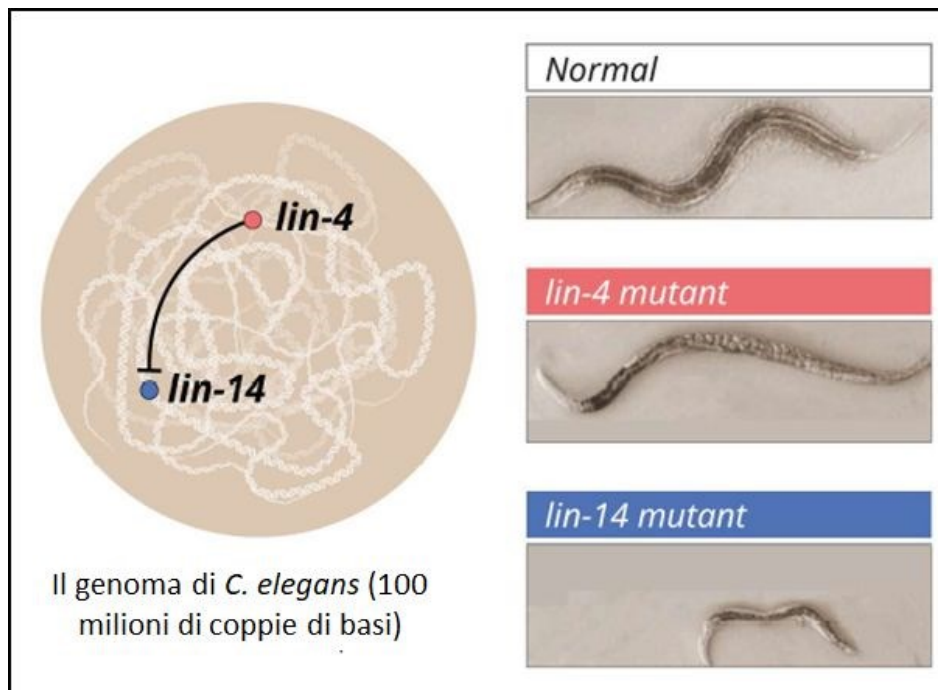 Normal
lin-4
lin-4 mutant
lin-14
lin-14 mutant
Il genoma di C. elegans (100
milioni di coppie di basi)